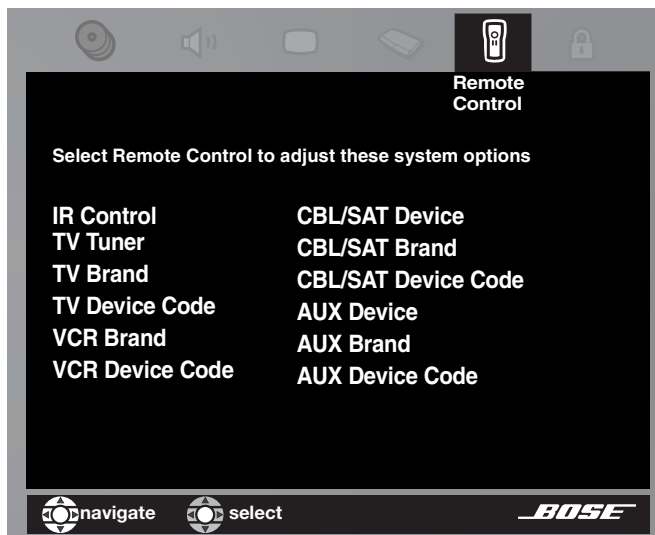 Remote
Control
Select Remote Control to adjust these system options
IR Control
TV Tuner
TV Brand
TV Device Code
VCR Brand
VCR Device Code
CBL/SAT Device
CBL/SAT Brand
CBL/SAT Device Code
AUX Device
AUX Brand
AUX Device Code
navigate
select
BOSE